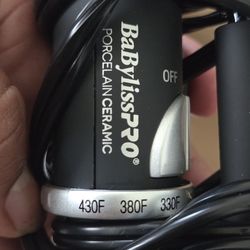 BaBylissPRO®
PORCELAIN CERAMIC
OFF
430F 380F 330F